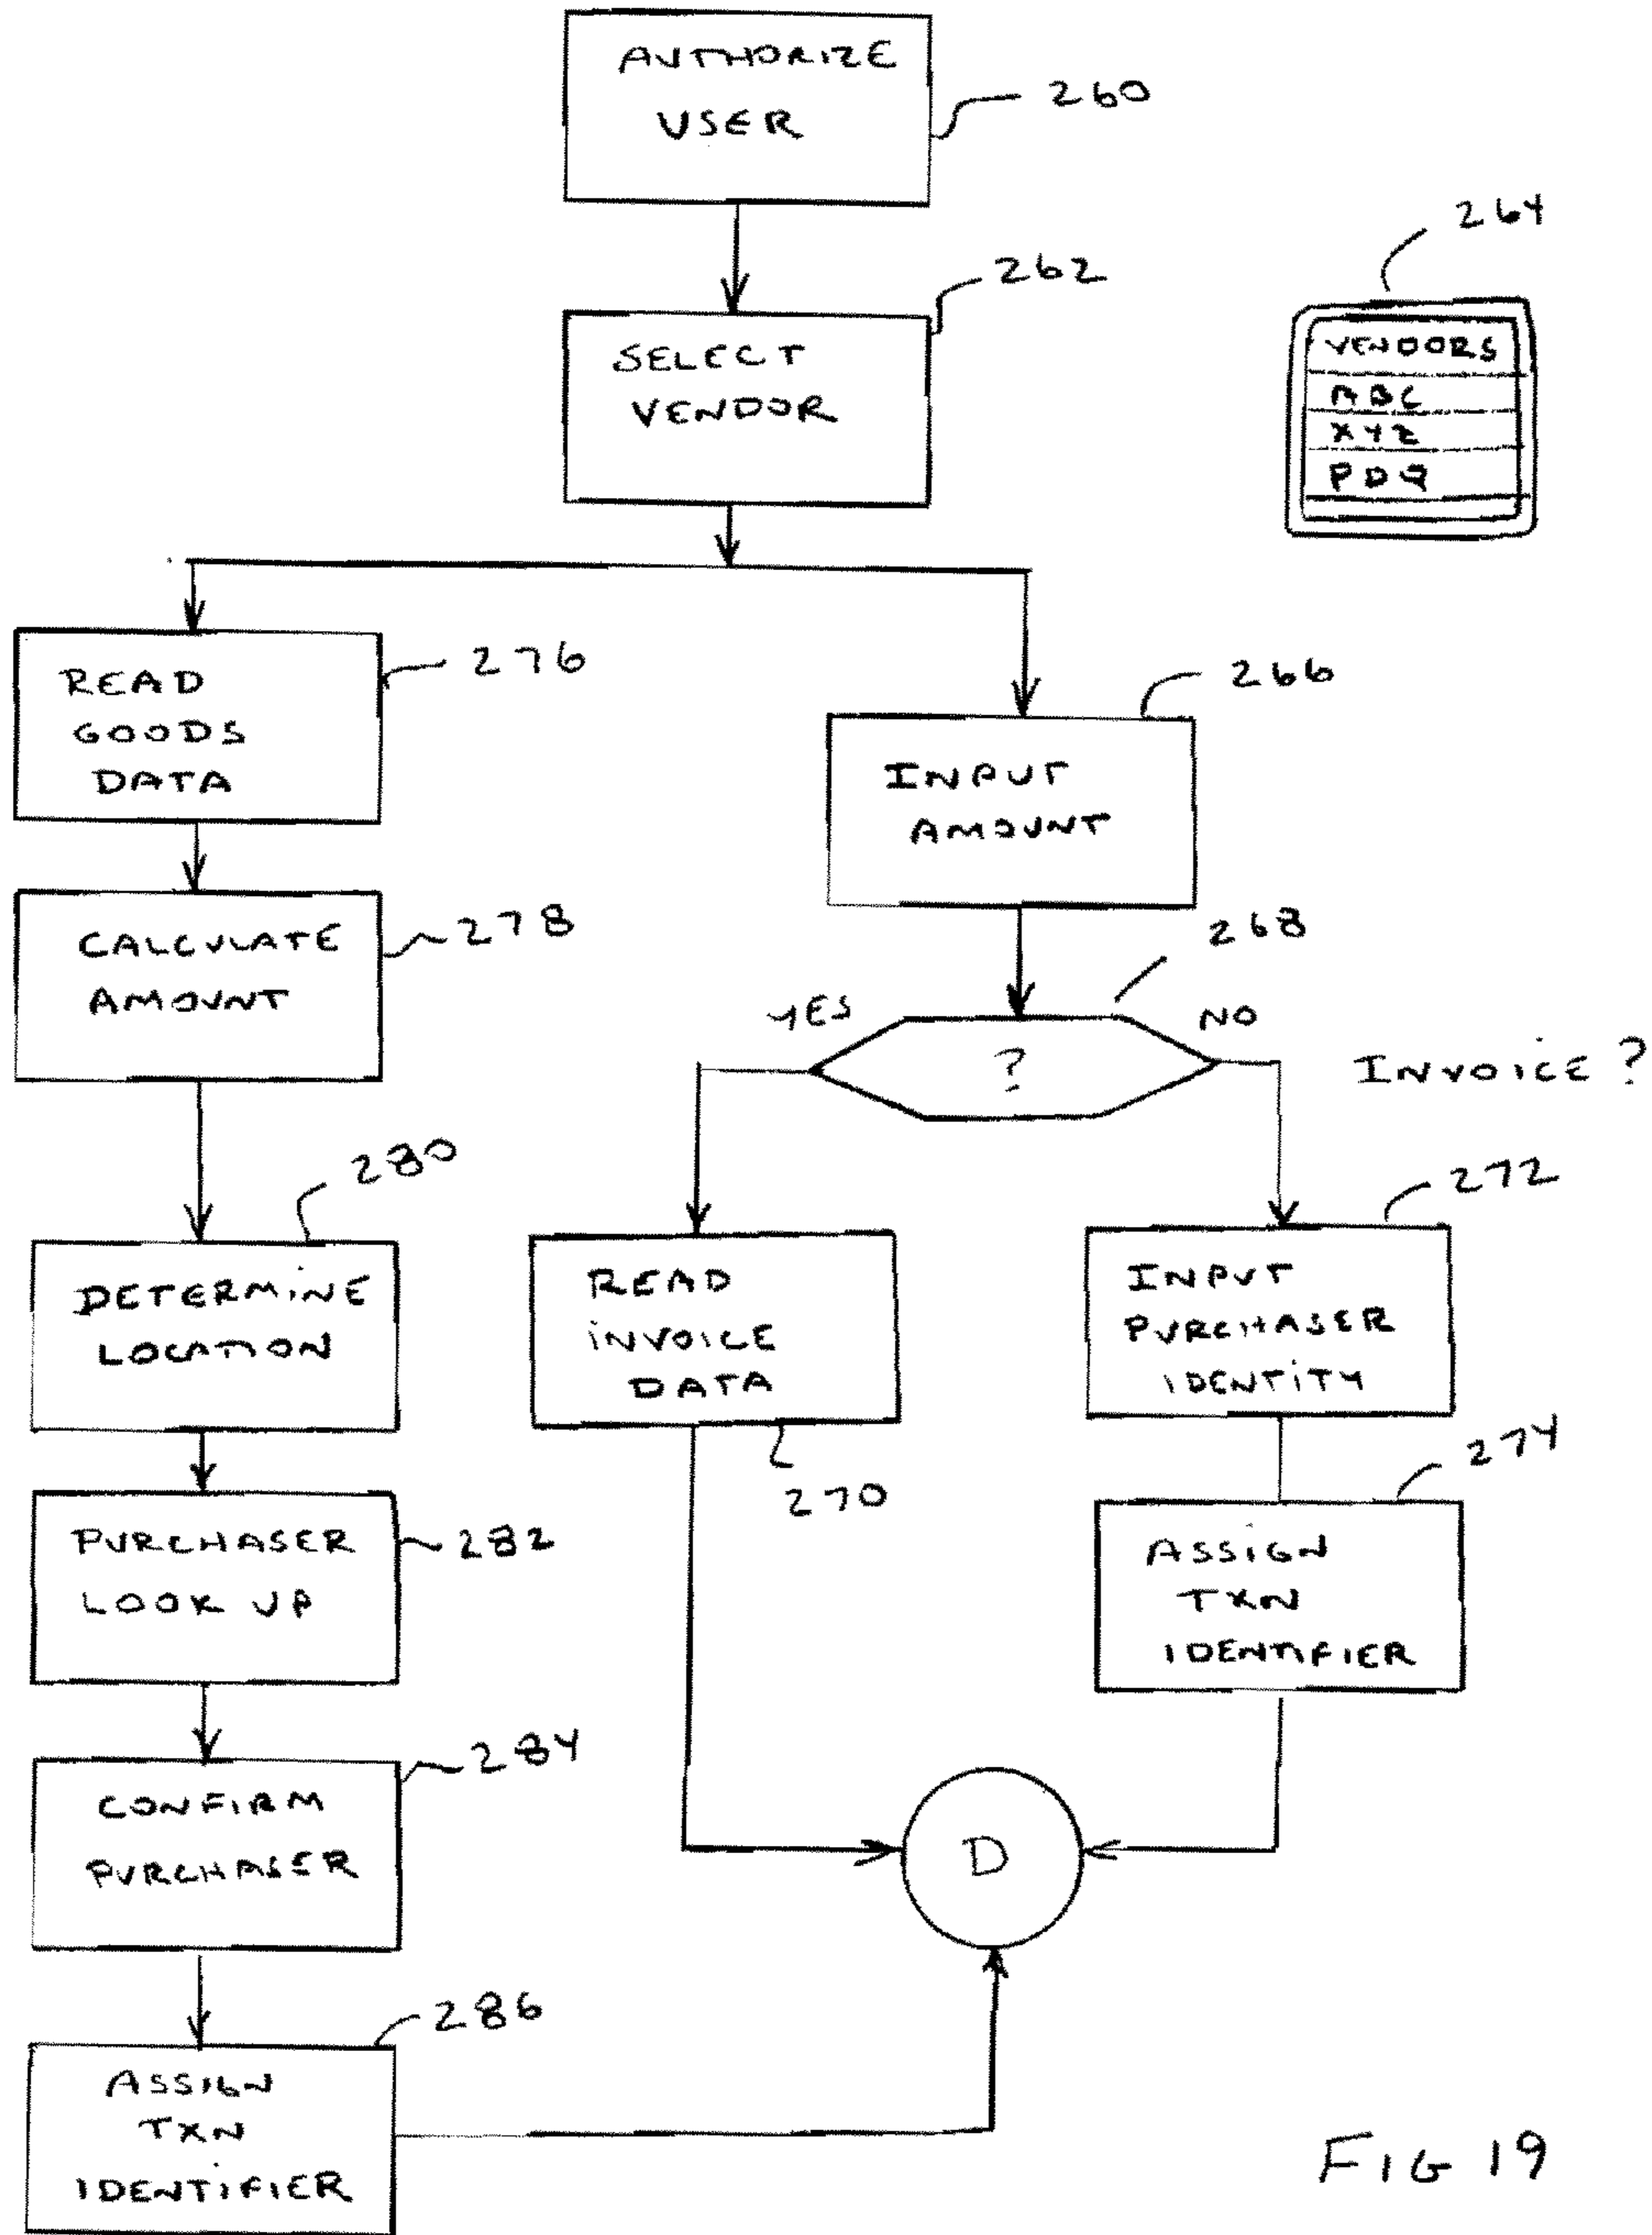 AUTHORIZE
USER
260
262
264
SELECT
VENDOR
VENDORS
ABC
XYZ
PDQ
READ
GOODS
DATA
276
266
INPUT
AMOUNT
CALCULATE
AMOUNT
278
268
YES
?
NO
INVOICE ?
280
272
DETERMINE
LOCATION
READ
INVOICE
DATA
270
INPUT
PURCHASER
IDENTITY
274
PURCHASER
LOOK UP
282
ASSIGN
TXN
IDENTIFIER
CONFIRM
PURCHASER
284
D
286
ASSIGN
TXN
IDENTIFIER
FIG 19